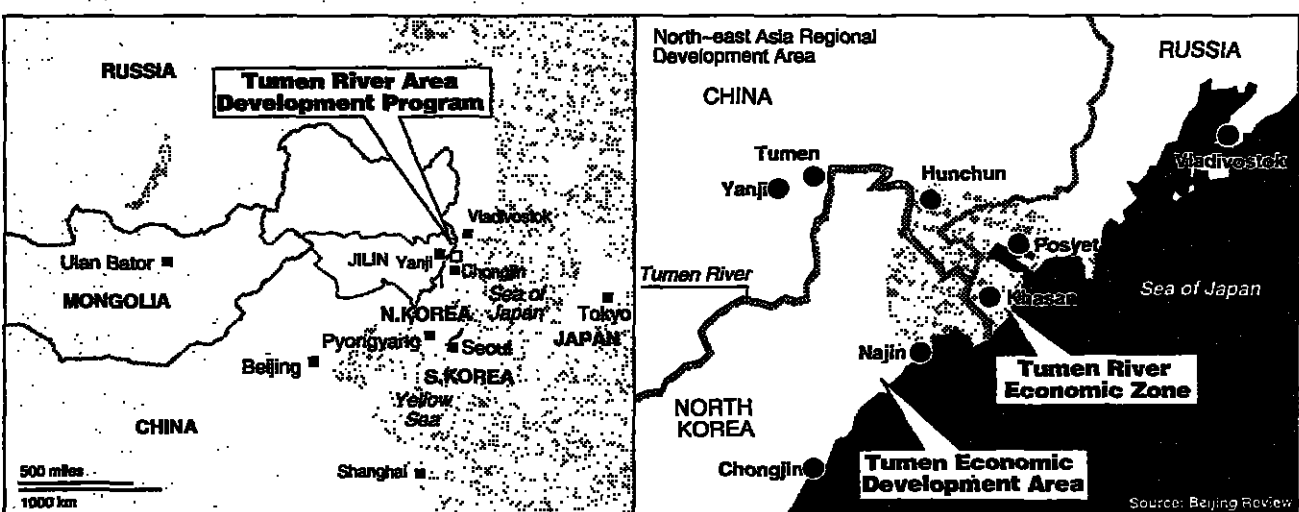 RUSSIA
Tumen River Area
Development Program
Vladivostok
Ulan Bator
JILIN
Yanji
Chongjin
MONGOLIA
Sea of
Japan
N.KOREA
Tokyo
Pyongyang
JAPAN
Seoul
Beijing
S.KOREA
Yellow
Sea
CHINA
500 miles
Shanghai
1000 km
North-east Asia Regional
Development Area
RUSSIA
CHINA
Vladivostok
Tumen
Hunchun
Yanji
Posyet
Tumen River
Khasan
Sea of Japan
Najin
Tumen River
Economic Zone
NORTH
KOREA
Chongjin
Tumen Economic
Development Area
Source: Beijing Review